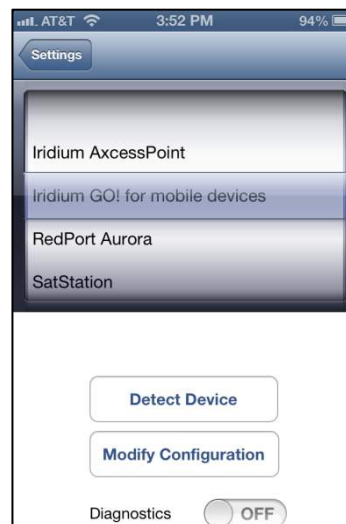 AT&T 3:52 PM 94%
Settings
Iridium AxcessPoint
Iridium GO! for mobile devices
RedPort Aurora
SatStation
Detect Device
Modify Configuration
Diagnostics OFF